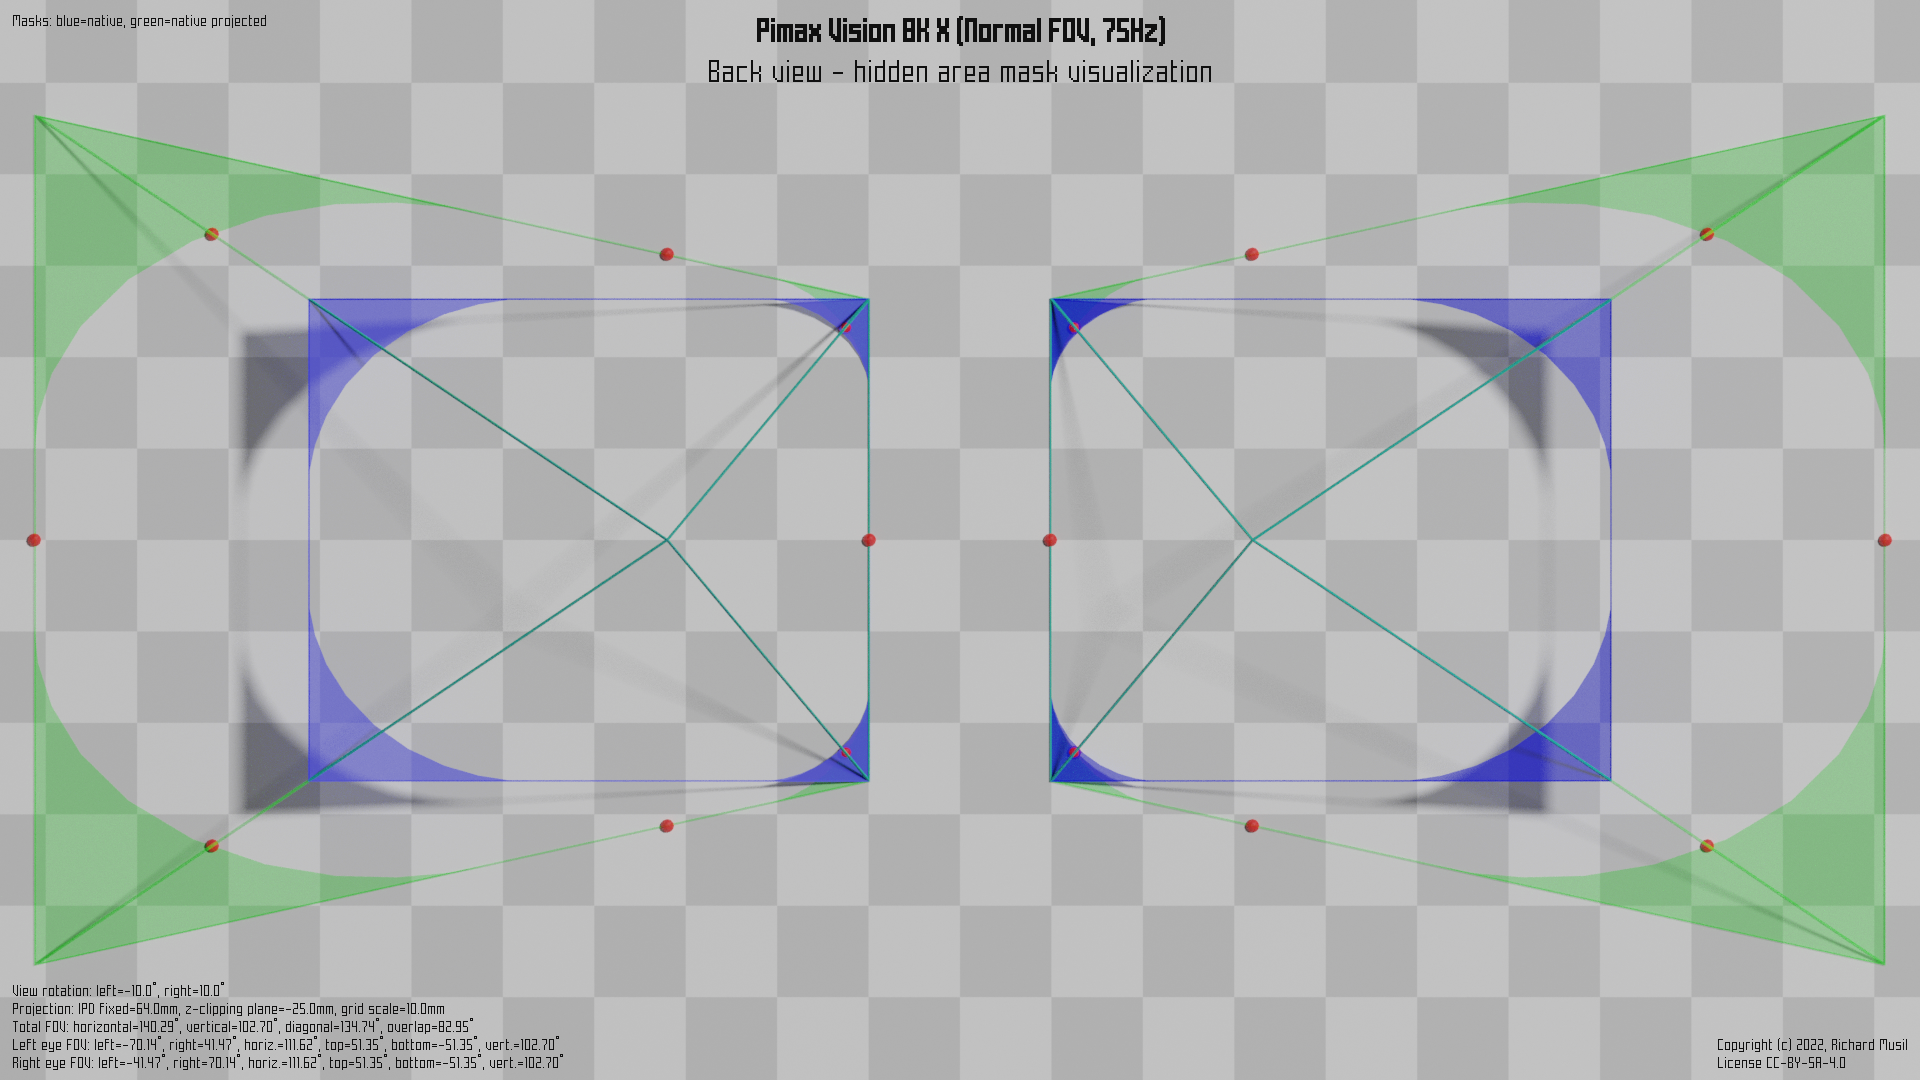 Masks: blue=native, green=native projected
Pimax Vision 8K X (Normal FOV, 75Hz)
Back view - hidden area mask visualization
View rotation: left=-10.0°, right=10.0°
Projection: IPD fixed=64.0mm, z-clipping plane=-25.0mm, grid scale=10.0mm
Total FOV: horizontal=140.29°, vertical=102.70°, diagonal=134.74°, overlap=82.95°
Left eye FOV: left=-70.14°, right=41.47°, horiz.=111.62°, top=51.35°, bottom=-51.35°, vert.=102.70°
Right eye FOV: left=-41.47°, right=70.14°, horiz.=111.62°, top=51.35°, bottom=-51.35°, vert.=102.70°
Copyright (c) 2022, Richard Musil
License CC-BY-SA-4.0